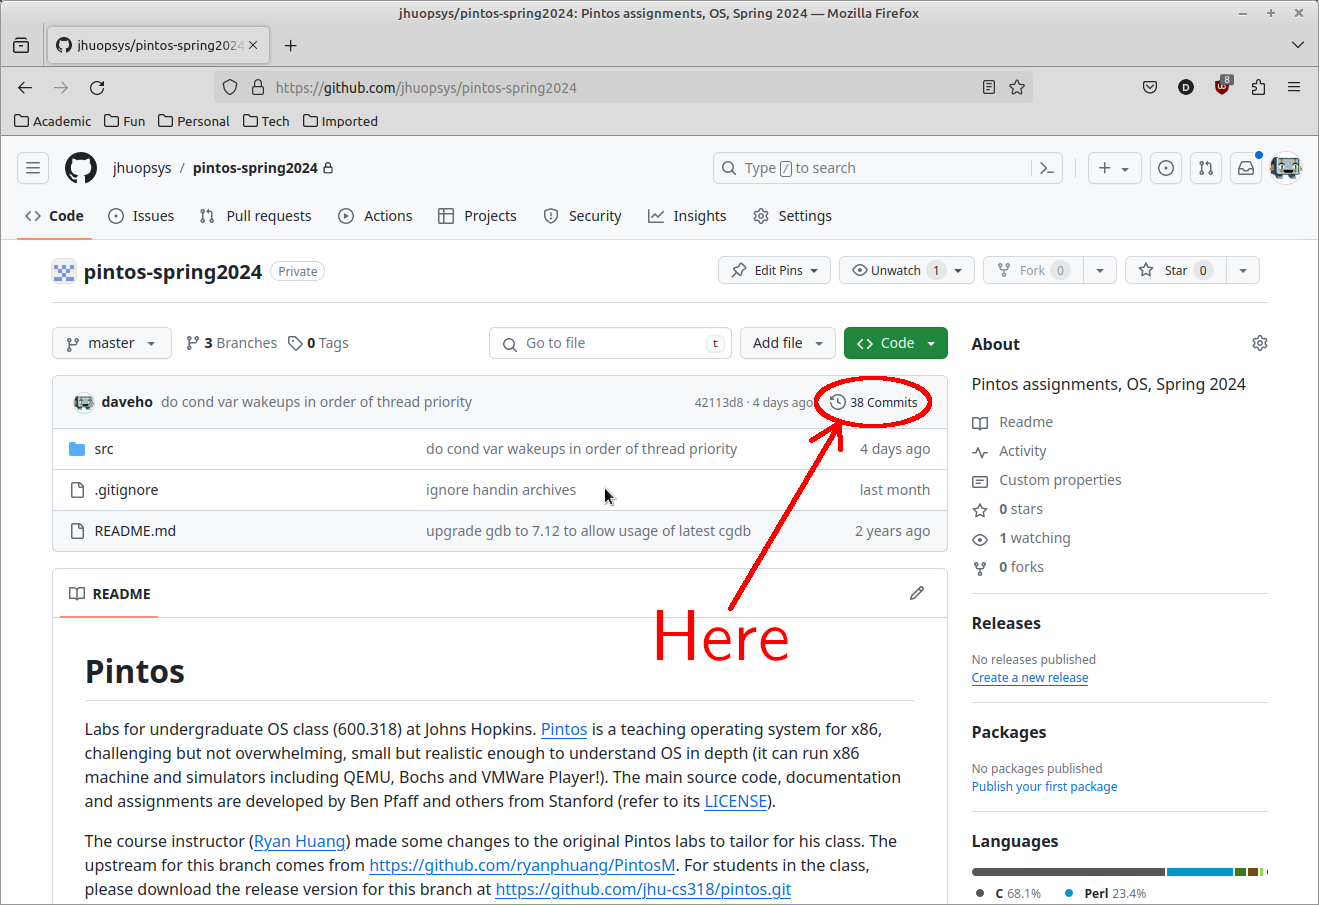 jhuopsys/pintos-spring2024: Pintos assignments, OS, Spring 2024 — Mozilla Firefox
jhuopsys/pintos-spring2024
https://github.com/jhuopsys/pintos-spring2024
D
8
Academic Fun Personal Tech Imported
jhuopsys / pintos-spring2024
Type / to search
Code Issues Pull requests Actions Projects Security Insights Settings
pintos-spring2024 Private
Edit Pins Unwatch 1 Fork 0 Star 0
master 3 Branches 0 Tags Go to file t Add file Code
About
Pintos assignments, OS, Spring 2024
daveho do cond var wakeups in order of thread priority 42113d8 · 4 days ago 38 Commits
src do cond var wakeups in order of thread priority 4 days ago
.gitignore ignore handin archives last month
README.md upgrade gdb to 7.12 to allow usage of latest cgdb 2 years ago
Here
Readme
Activity
Custom properties
0 stars
1 watching
0 forks
README
Pintos
Labs for undergraduate OS class (600.318) at Johns Hopkins. Pintos is a teaching operating system for x86,
challenging but not overwhelming, small but realistic enough to understand OS in depth (it can run x86
machine and simulators including QEMU, Bochs and VMWare Player!). The main source code, documentation
and assignments are developed by Ben Pfaff and others from Stanford (refer to its LICENSE).
The course instructor (Ryan Huang) made some changes to the original Pintos labs to tailor for his class. The
upstream for this branch comes from https://github.com/ryanphuang/PintosM. For students in the class,
please download the release version for this branch at https://github.com/jhu-cs318/pintos.git
Releases
No releases published
Create a new release
Packages
No packages published
Publish your first package
Languages
C 68.1% Perl 23.4%